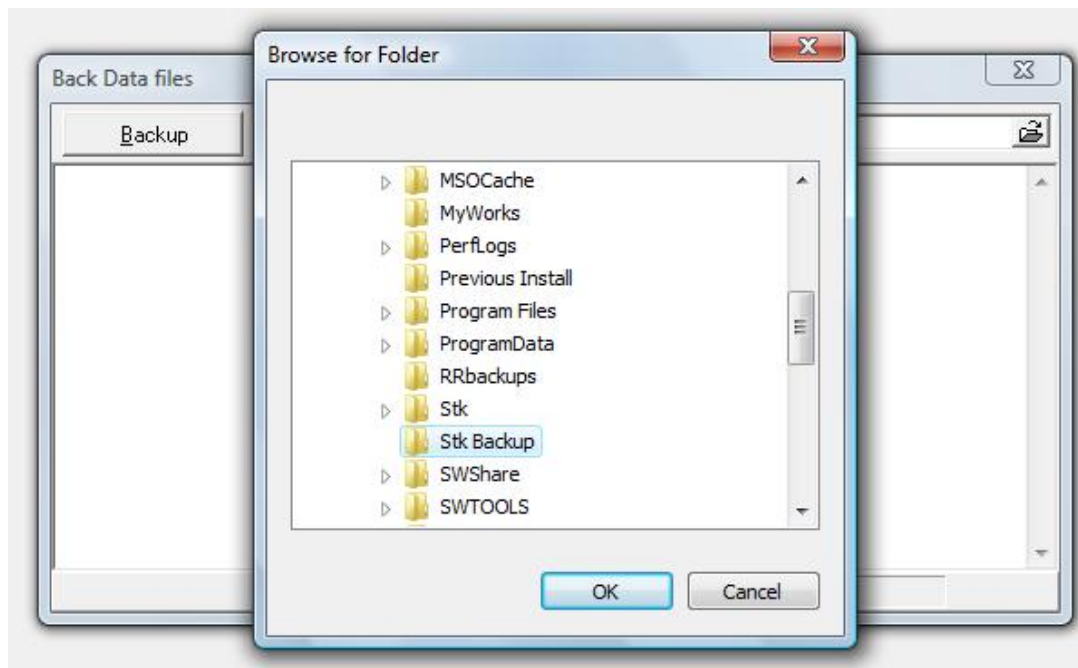 Browse for Folder
Back Data files
Backup
MSOCache
MyWorks
PerfLogs
Previous Install
Program Files
ProgramData
RRbackups
Stk
Stk Backup
SWShare
SWTOOLS
OK Cancel